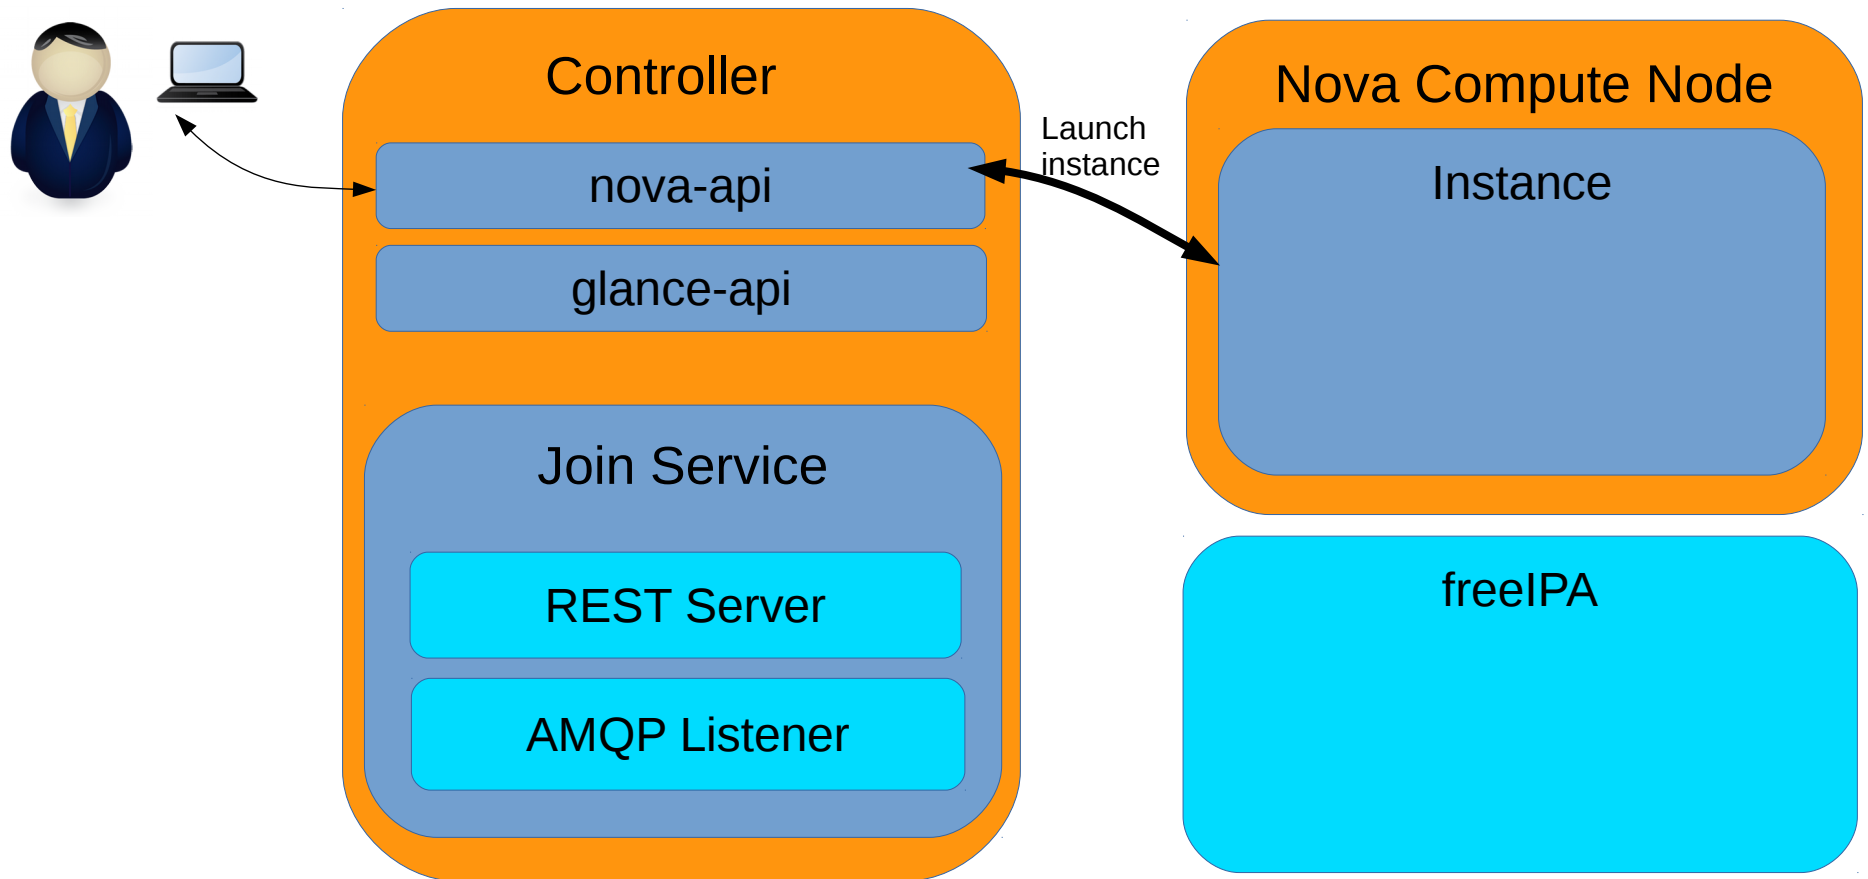 Controller
nova-api
glance-api
Join Service
REST Server
AMQP Listener
Launch
instance
Nova Compute Node
Instance
freeIPA